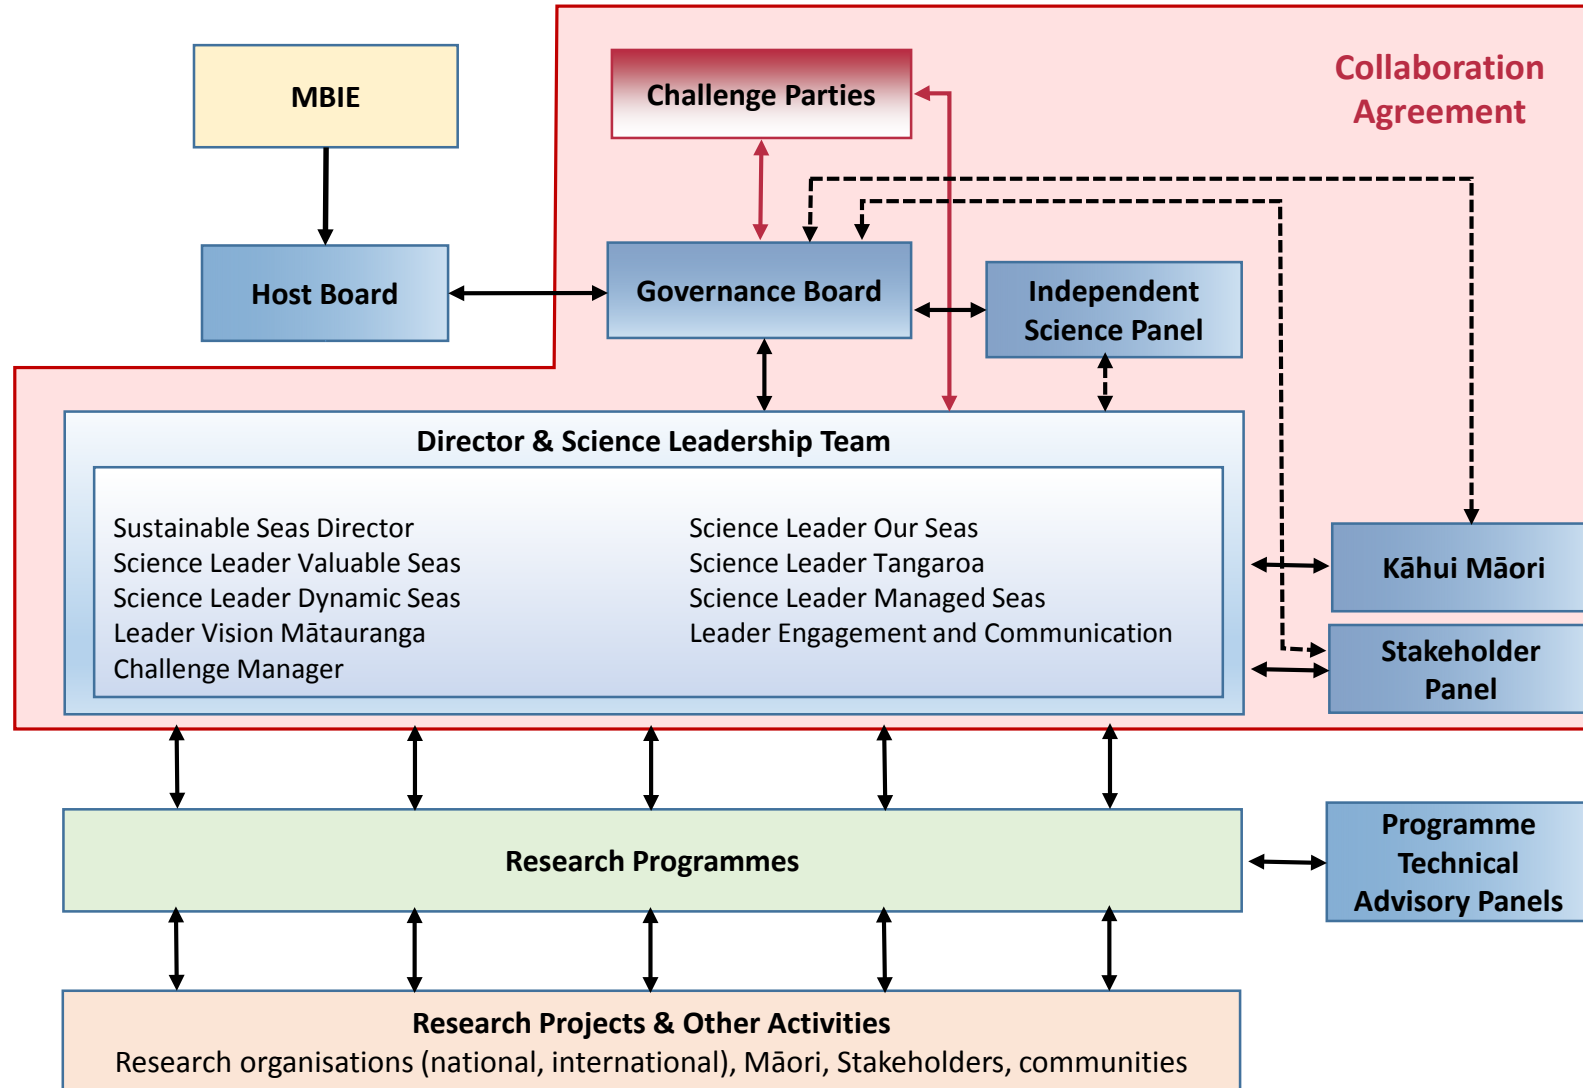 MBIE
Challenge Parties
Collaboration
Agreement
Host Board
Governance Board
Independent
Science Panel
Director & Science Leadership Team
Sustainable Seas Director
Science Leader Valuable Seas
Science Leader Dynamic Seas
Leader Vision Mātauranga
Challenge Manager
Science Leader Our Seas
Science Leader Tangaroa
Science Leader Managed Seas
Leader Engagement and Communication
Kāhui Māori
Stakeholder
Panel
Research Programmes
Programme
Technical
Advisory Panels
Research Projects & Other Activities
Research organisations (national, international), Māori, Stakeholders, communities